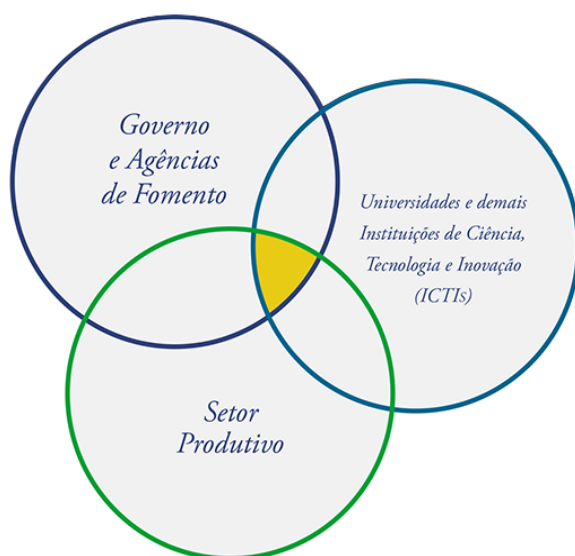 Governo
e Agências
de Fomento
Universidades e demais
Instituições de Ciência,
Tecnologia e Inovação
(ICTIs)
Setor
Produtivo